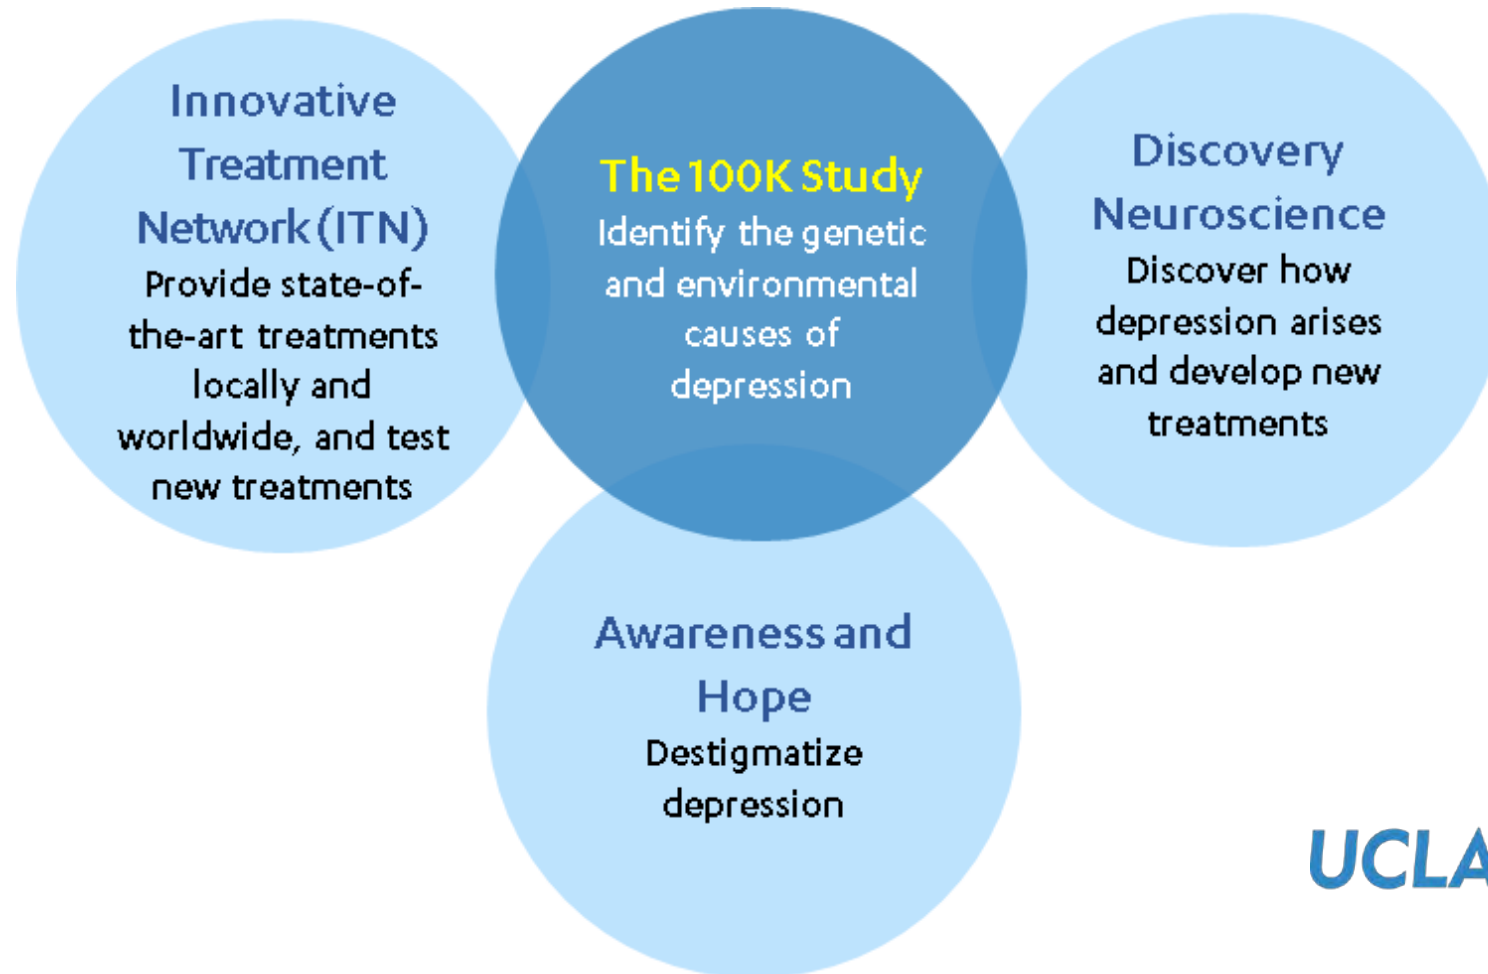 Innovative
Treatment
Network (ITN)
Provide state-of-
the-art treatments
locally and
worldwide, and test
new treatments
The 100K Study
Identify the genetic
and environmental
causes of
depression
Discovery
Neuroscience
Discover how
depression arises
and develop new
treatments
Awareness and
Hope
Destigmatize
depression
UCLA